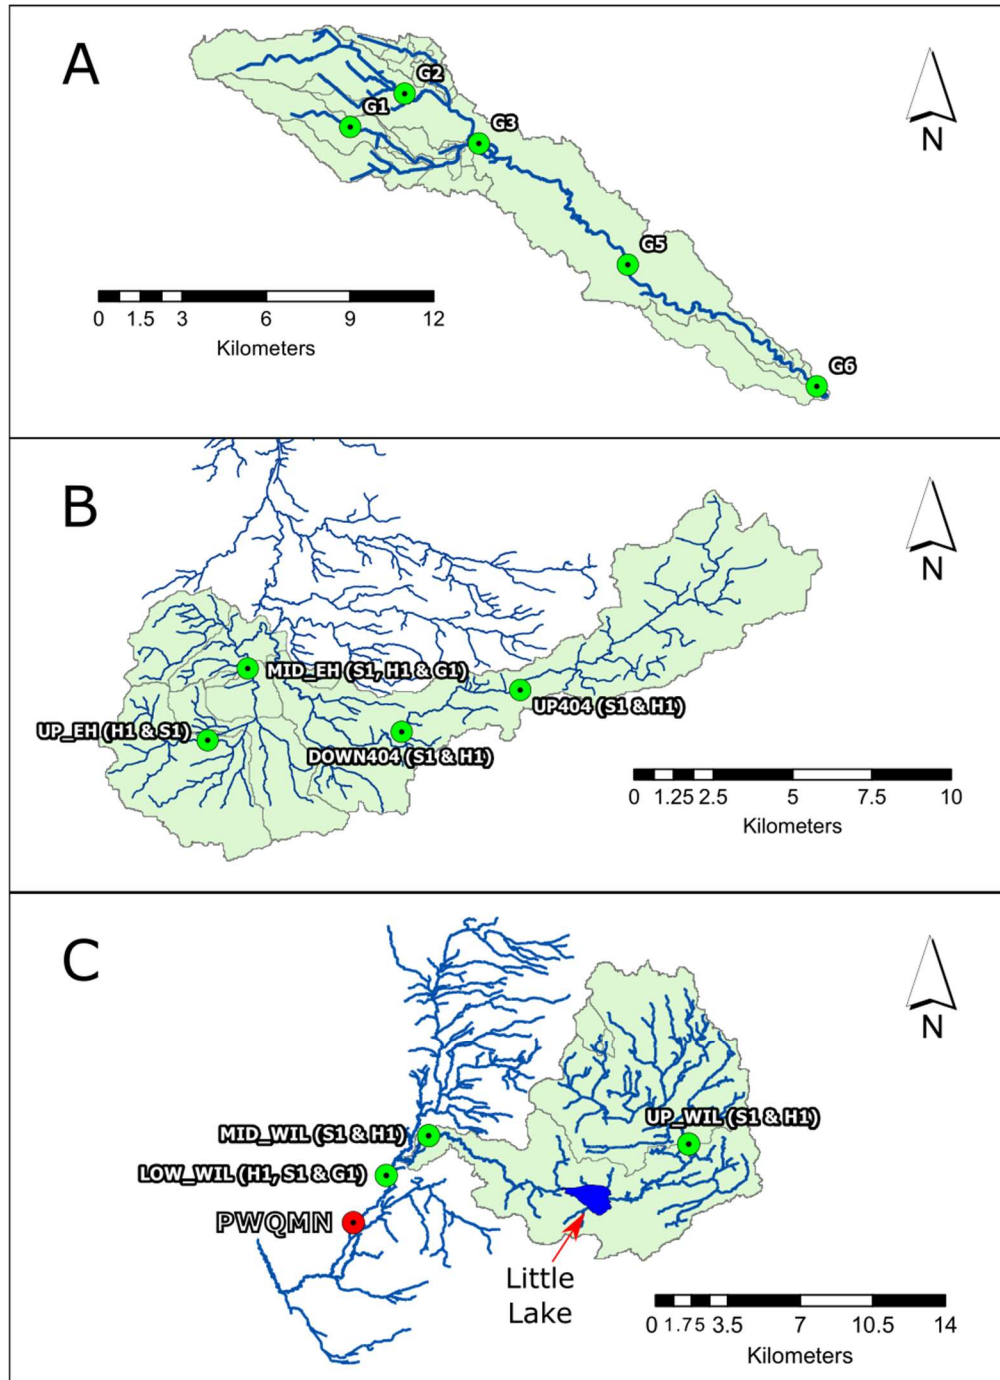 A
G2
G1
G3
N
G5
0 1.5 3 6 9 12
Kilometers
G6
B
N
MID_EH (S1, H1 & G1)
UP404 (S1 & H1)
UP_EH (H1 & S1)
DOWN404 (S1 & H1)
0 1.25 2.5 5 7.5 10
Kilometers
C
N
UP_WIL (S1 & H1)
MID_WIL (S1 & H1)
LOW_WIL (H1, S1 & G1)
PWQMN
Little
Lake
0 1.75 3.5 7 10.5 14
Kilometers